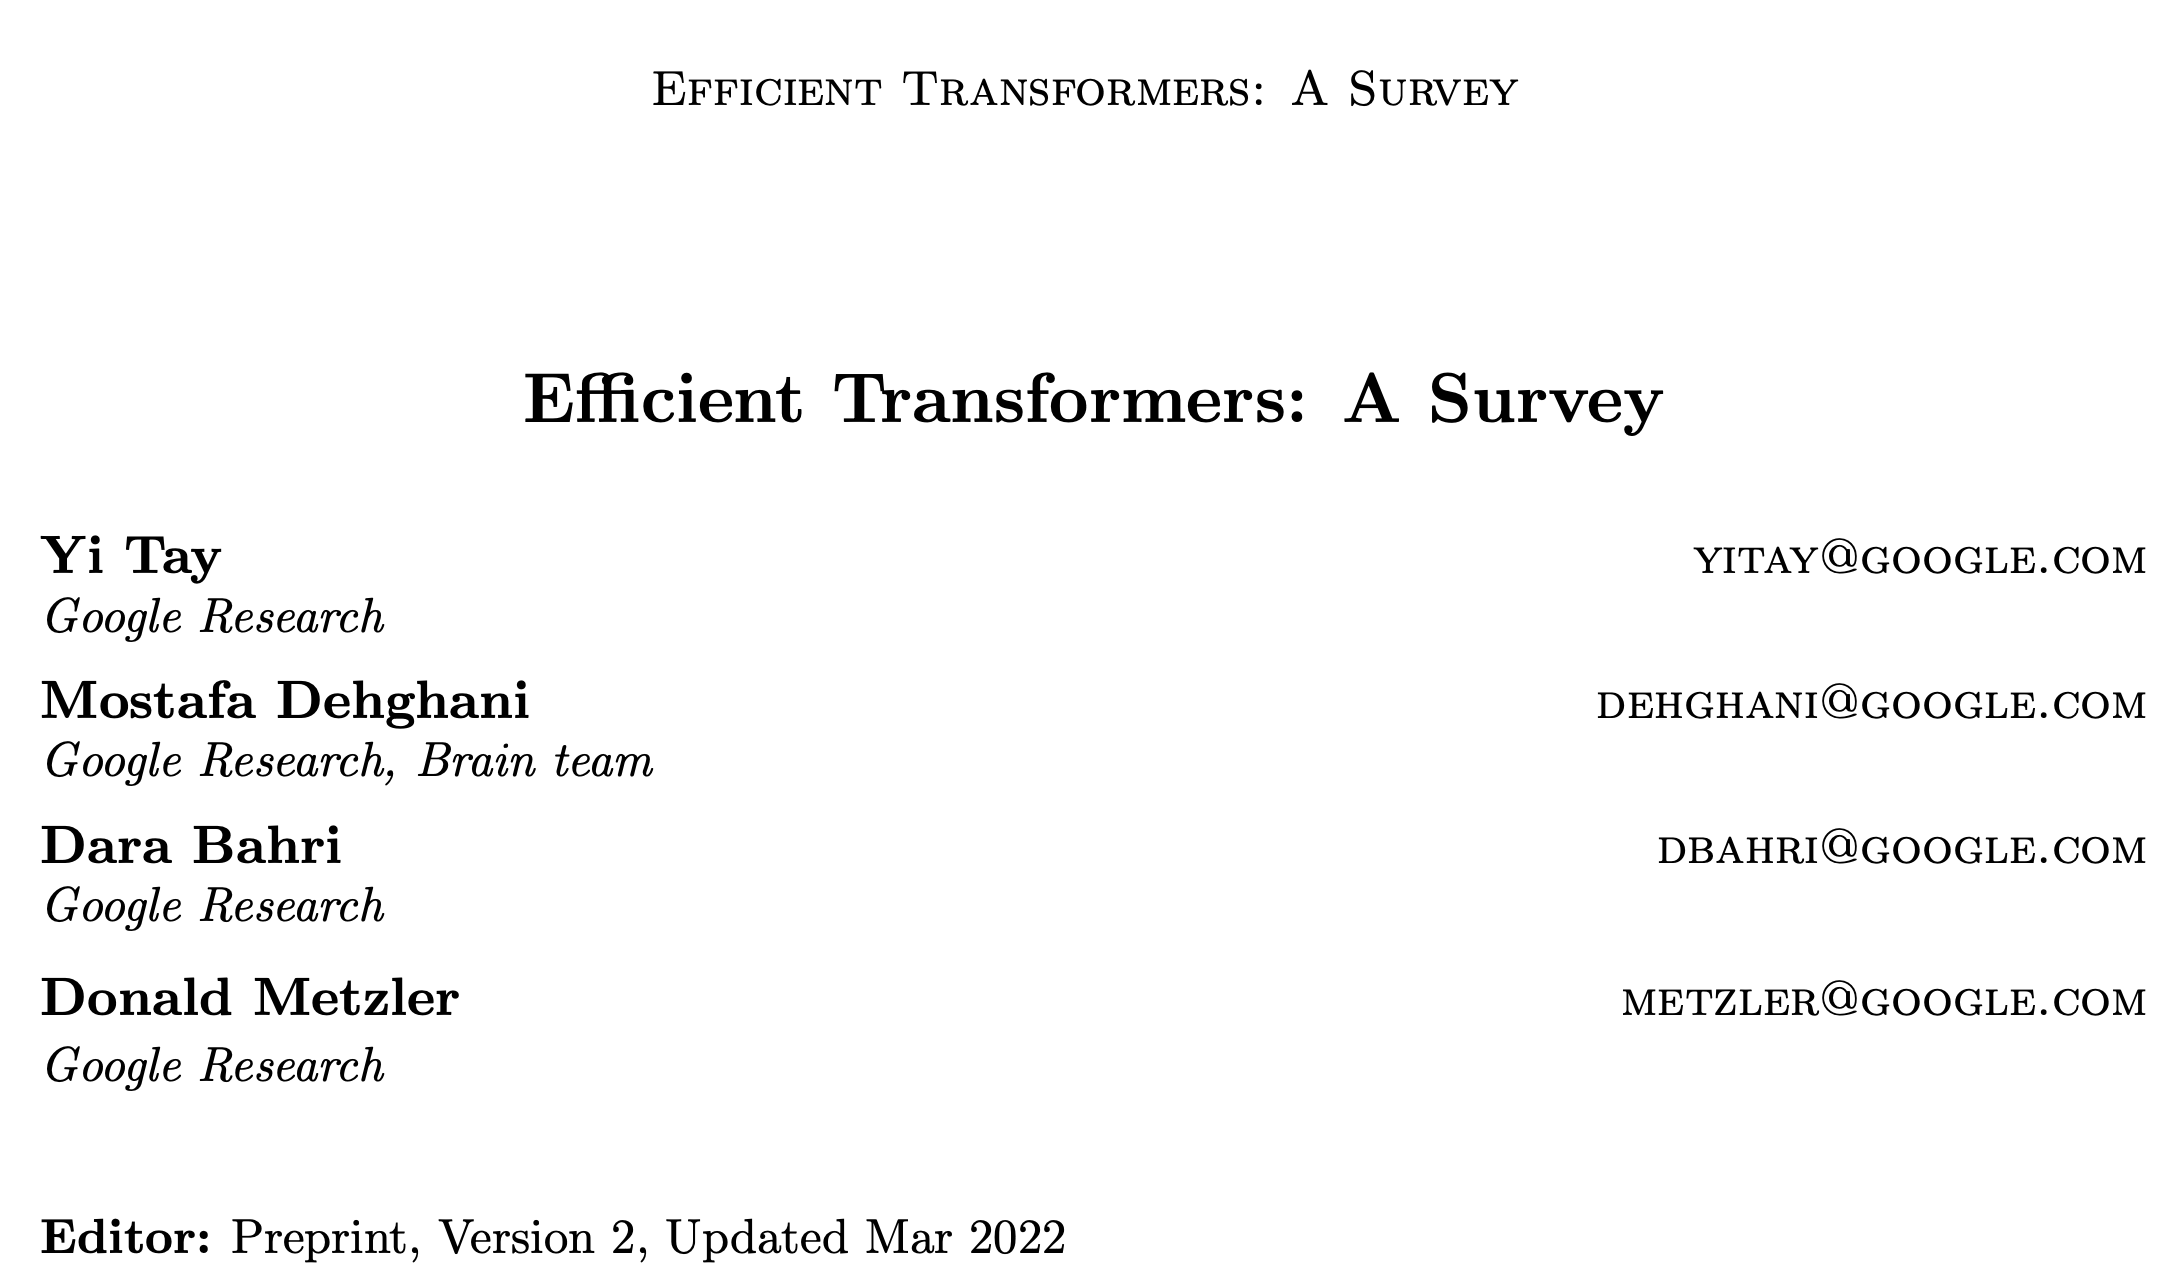 Efficient Transformers: A Survey
Efficient Transformers: A Survey
Yi Tay yitay@google.com
Google Research
Mostafa Dehghani dehghani@google.com
Google Research, Brain team
Dara Bahri dbahri@google.com
Google Research
Donald Metzler metzler@google.com
Google Research
Editor: Preprint, Version 2, Updated Mar 2022